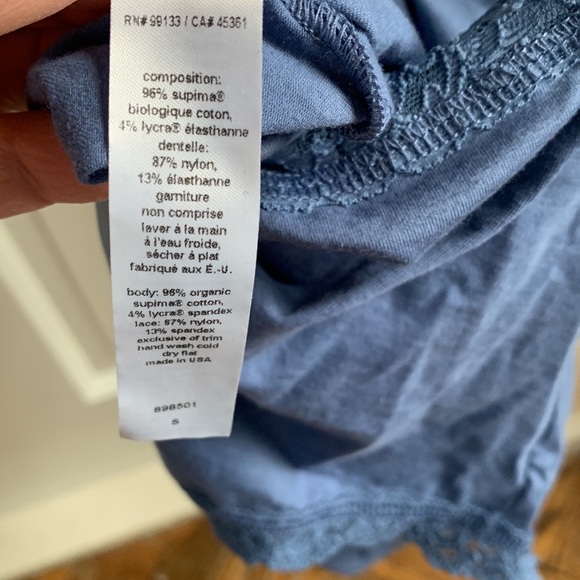 RN# 99133 / CA# 45361
composition:
96% supima®
biologique coton,
4% lycra® élasthanne
dentelle:
87% nylon,
13% élasthanne
garniture
non comprise
laver à la main
à l'eau froide,
sécher à plat
fabriqué aux É.-U.
body: 96% organic
supima® cotton,
4% lycra® spandex
lace: 87% nylon,
13% spandex
exclusive of trim
hand wash cold
dry flat
made in USA
898501
S